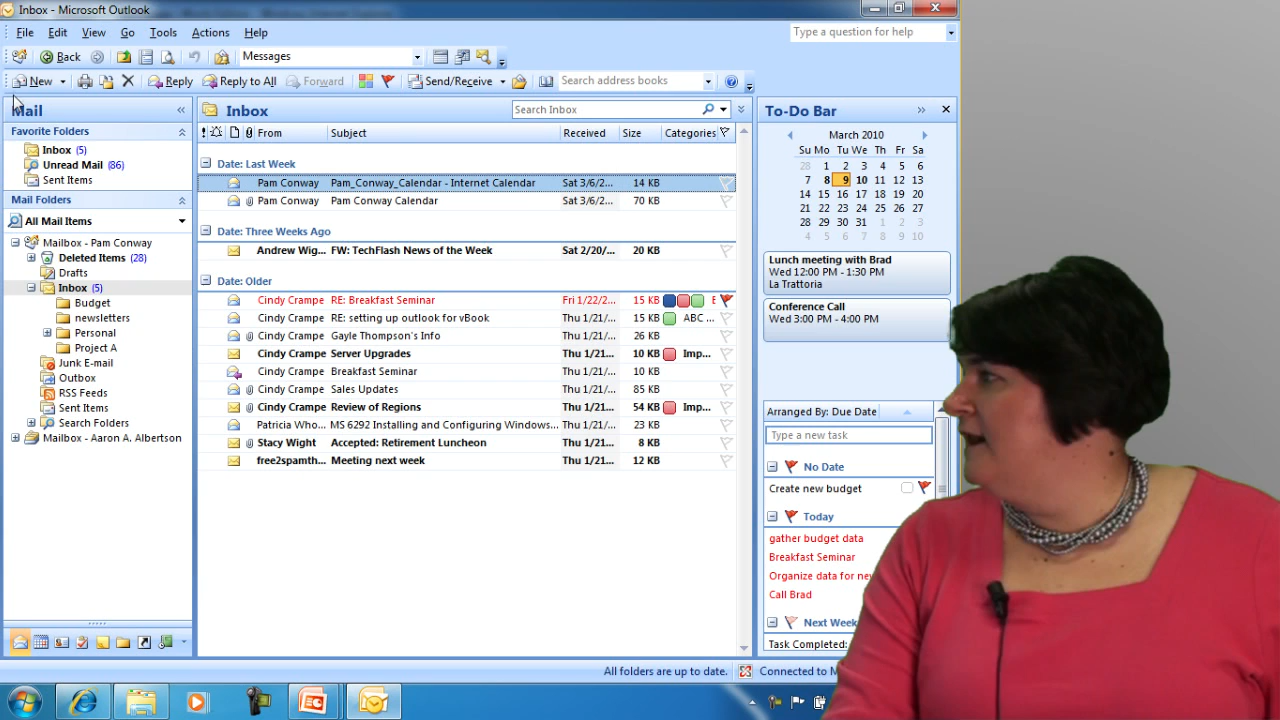 Inbox - Microsoft Outlook
File Edit View Go Tools Actions Help
Type a question for help
Back Messages
New Reply Reply to All Forward Send/Receive Search address books
Mail
Favorite Folders
Inbox (5)
Unread Mail (86)
Sent Items
Mail Folders
All Mail Items
Mailbox - Pam Conway
Deleted Items (28)
Drafts
Inbox (5)
Budget
newsletters
Personal
Project A
Junk E-mail
Outbox
RSS Feeds
Sent Items
Search Folders
Mailbox - Aaron A. Albertson
Inbox
Search Inbox
From Subject Received Size Categories
Date: Last Week
Pam Conway Pam_Conway_Calendar - Internet Calendar Sat 3/6/2... 14 KB
Pam Conway Pam Conway Calendar Sat 3/6/2... 70 KB
Date: Three Weeks Ago
Andrew Wig... FW: TechFlash News of the Week Sat 2/20/... 20 KB
Date: Older
Cindy Crampe RE: Breakfast Seminar Fri 1/22/2... 15 KB
Cindy Crampe RE: setting up outlook for vBook Thu 1/21/... 15 KB ABC ...
Cindy Crampe Gayle Thompson's Info Thu 1/21/... 26 KB
Cindy Crampe Server Upgrades Thu 1/21... 10 KB Imp...
Cindy Crampe Breakfast Seminar Thu 1/21/... 10 KB
Cindy Crampe Sales Updates Thu 1/21/... 85 KB
Cindy Crampe Review of Regions Thu 1/21... 54 KB Imp...
Patricia Who... MS 6292 Installing and Configuring Windows... Thu 1/21/... 23 KB
Stacy Wight Accepted: Retirement Luncheon Thu 1/21... 8 KB
free2spamth... Meeting next week Thu 1/21... 12 KB
To-Do Bar
March 2010
Su Mo Tu We Th Fr Sa
28 1 2 3 4 5 6
7 8 9 10 11 12 13
14 15 16 17 18 19 20
21 22 23 24 25 26 27
28 29 30 31 1 2 3
4 5 6 7 8 9 10
Lunch meeting with Brad
Wed 12:00 PM - 1:30 PM
La Trattoria
Conference Call
Wed 3:00 PM - 4:00 PM
Arranged By: Due Date
Type a new task
No Date
Create new budget
Today
gather budget data
Breakfast Seminar
Organize data for
Call Brad
Next Week
Task Completed:
All folders are up to date. Connected to